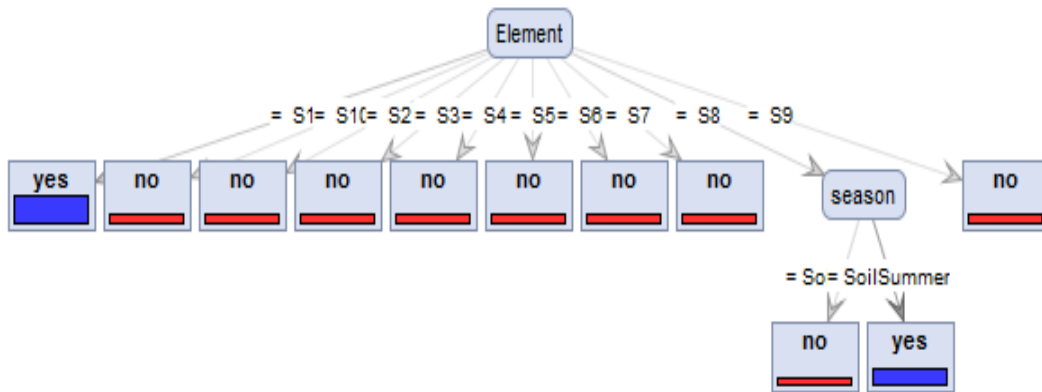 Element
= S1= S10= S2= S3= S4= S5= S6= S7 = S8 = S9
yes no no no no no no no season no
= So= SoilSummer
no yes